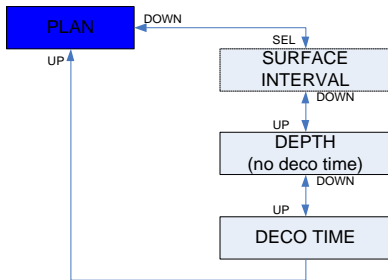 PLAN
DOWN
UP
SEL
SURFACE
INTERVAL
DOWN
UP
DEPTH
(no deco time)
DOWN
UP
DECO TIME